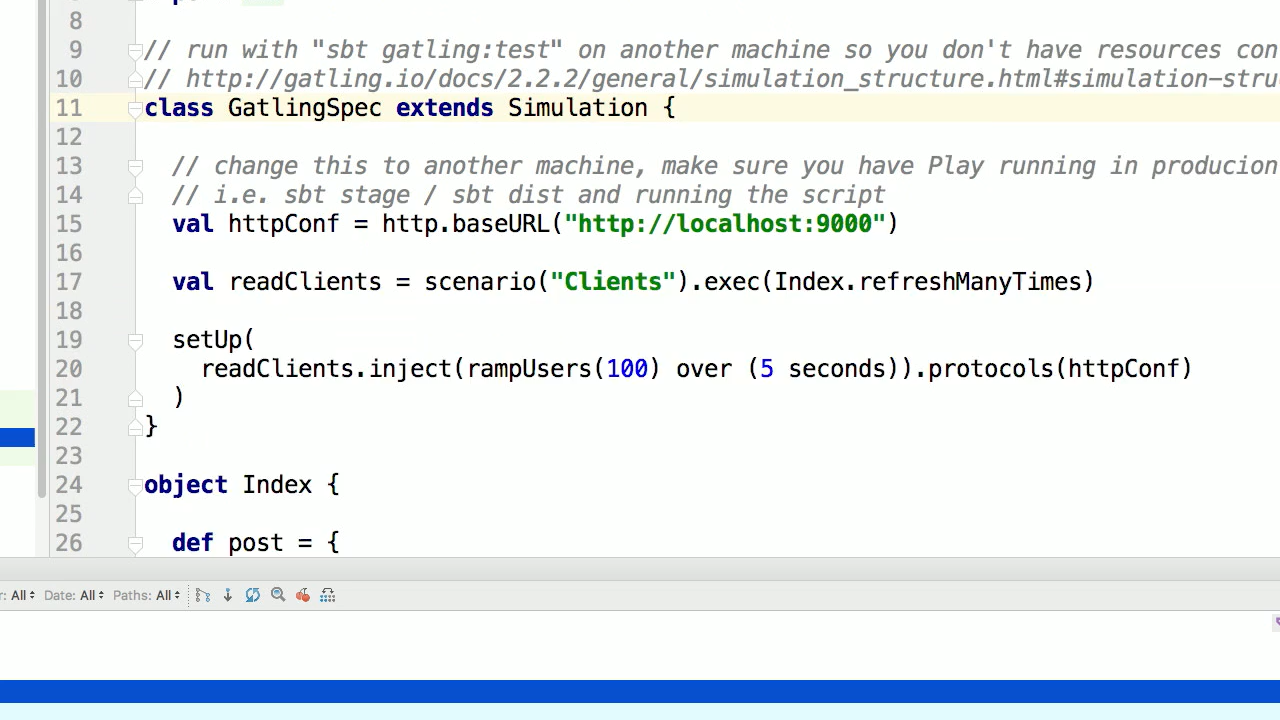 8
9 // run with "sbt gatling:test" on another machine so you don't have resources con
10 // http://gatling.io/docs/2.2.2/general/simulation_structure.html#simulation-stru
11 class GatlingSpec extends Simulation {
12
13 // change this to another machine, make sure you have Play running in producion
14 // i.e. sbt stage / sbt dist and running the script
15 val httpConf = http.baseURL("http://localhost:9000")
16
17 val readClients = scenario("Clients").exec(Index.refreshManyTimes)
18
19 setUp(
20 readClients.inject(rampUsers(100) over (5 seconds)).protocols(httpConf)
21 )
22 }
23
24 object Index {
25
26 def post = {
r: All Date: All Paths: All